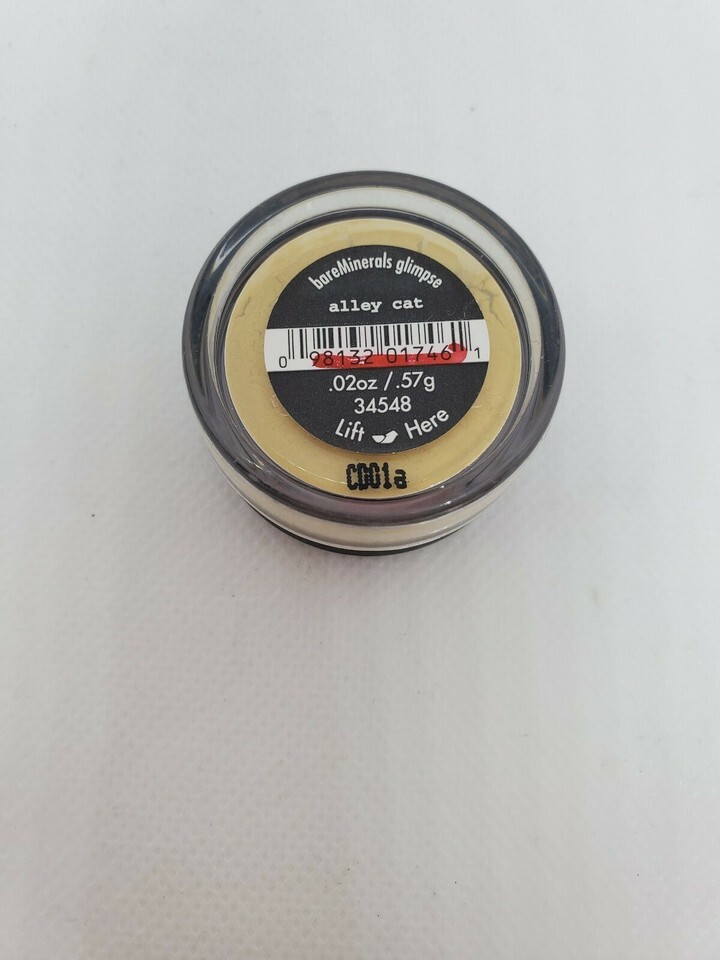 bareMinerals glimpse
alley cat
0 98132 01746 1
.02oz / .57g
34548
Lift Here
CD01a